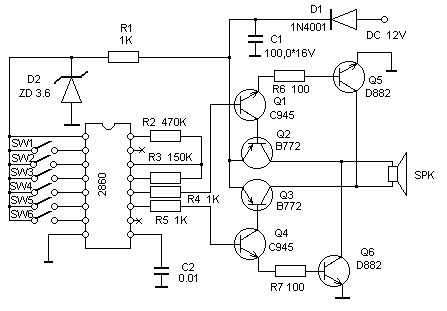 D1
1N4001
DC 12V
R1
1K
C1
100,0*16V
D2
ZD 3.6
Q5
D882
R6 100
Q1
C945
R2 470K
Q2
B772
SW1
SW2
SW3
SW4
SW5
SW6
2860
R3 150K
R4 1K
R5 1K
SPK
Q3
B772
Q4
C945
Q6
D882
R7 100
C2
0.01